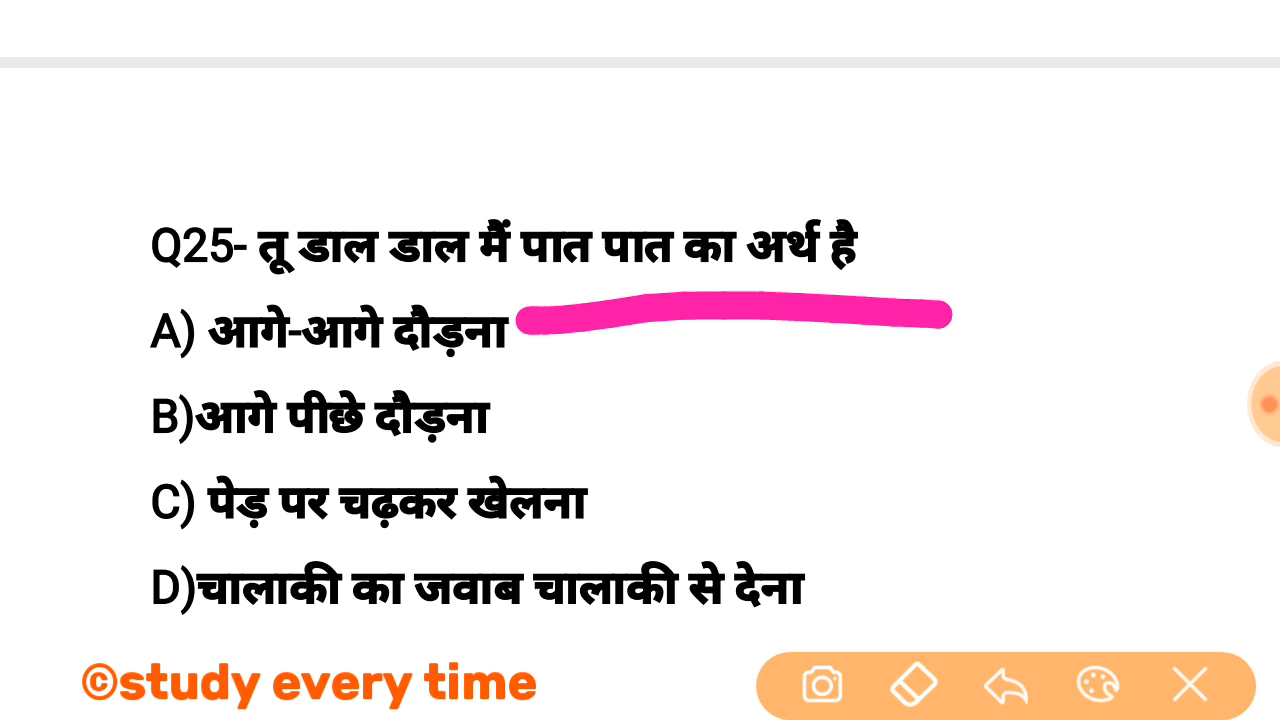 Q25- तू डाल डाल मैं पात पात का अर्थ है
A) आगे-आगे दौड़ना
B)आगे पीछे दौड़ना
C) पेड़ पर चढ़कर खेलना
D)चालाकी का जवाब चालाकी से देना
©study every time